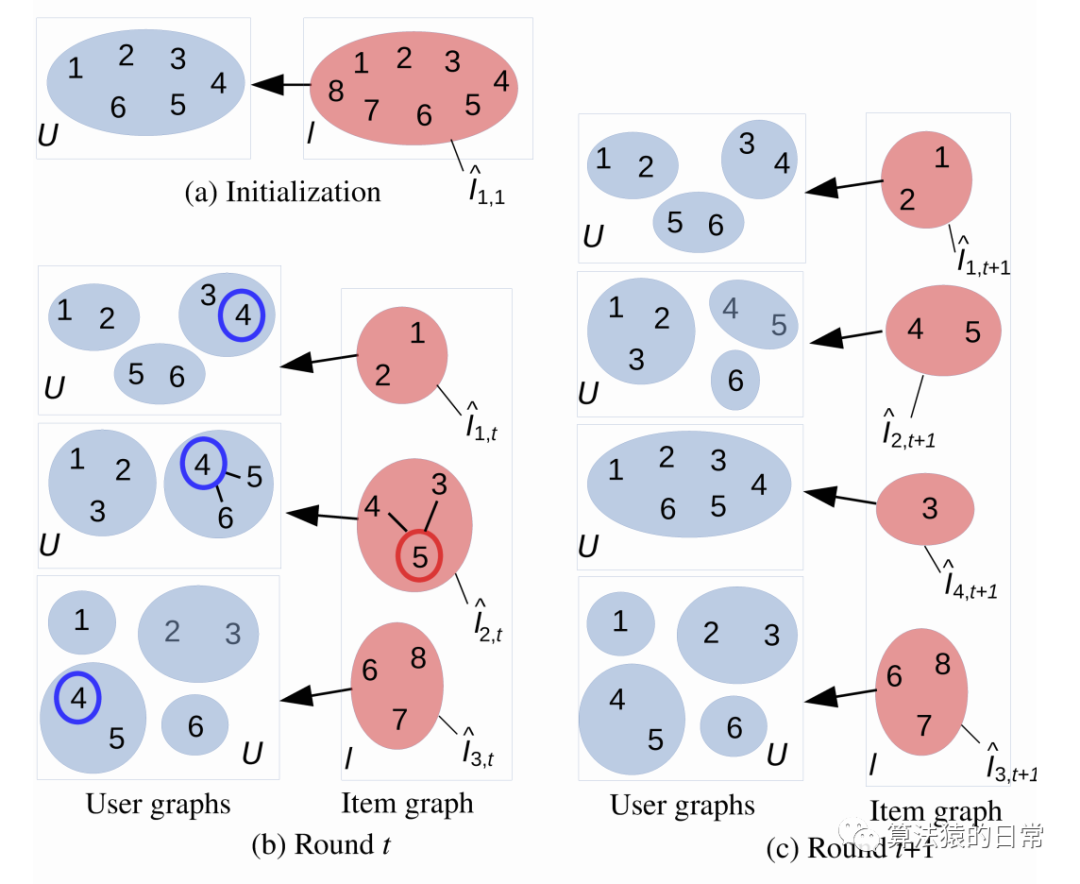 1 2 3 4
6 5
U
1 2 3 4
8 7 6 5
I
Î1,1
(a) Initialization
1 2 3 4
5 6
U
1
2
Î1,t
1 2 3
4 5
6
U
4 3
5
Î2,t
1 2 3
4 5
6
U
6 8
7
I
Î3,t
User graphs
Item graph
(b) Round t
1 2 3 4
5 6
U
1
2
Î1,t+1
1 2 3
4 5
6
U
4 5
Î2,t+1
1 2 3 4
6 5
U
3
Î4,t+1
1 2 3
4 5
6
U
6 8
7
I
Î3,t+1
User graphs
Item graph
(c) Round t+1
算法猿的日常